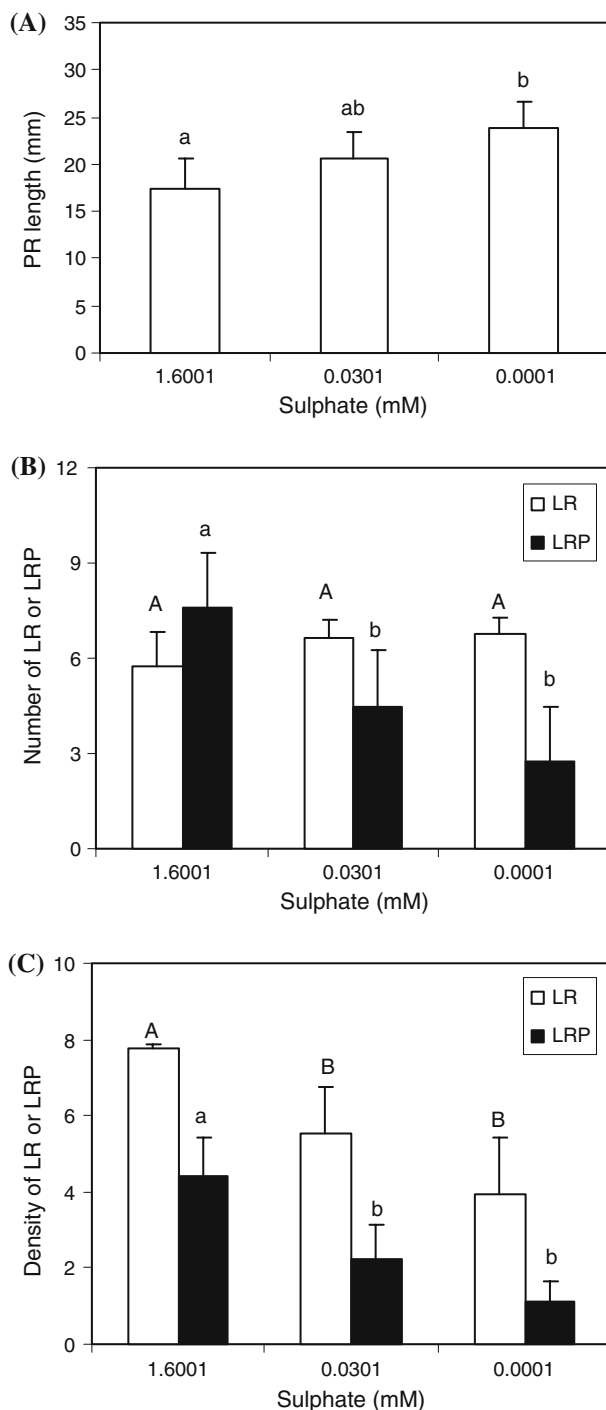 (A)
35
30
25
20
15
10
5
0
PR length (mm)
a
ab
b
1.6001 0.0301 0.0001
Sulphate (mM)
(B)
12
9
6
3
0
Number of LR or LRP
LR
LRP
A a A b A b
1.6001 0.0301 0.0001
Sulphate (mM)
(C)
10
8
6
4
2
0
Density of LR or LRP
LR
LRP
A a B b B b
1.6001 0.0301 0.0001
Sulphate (mM)